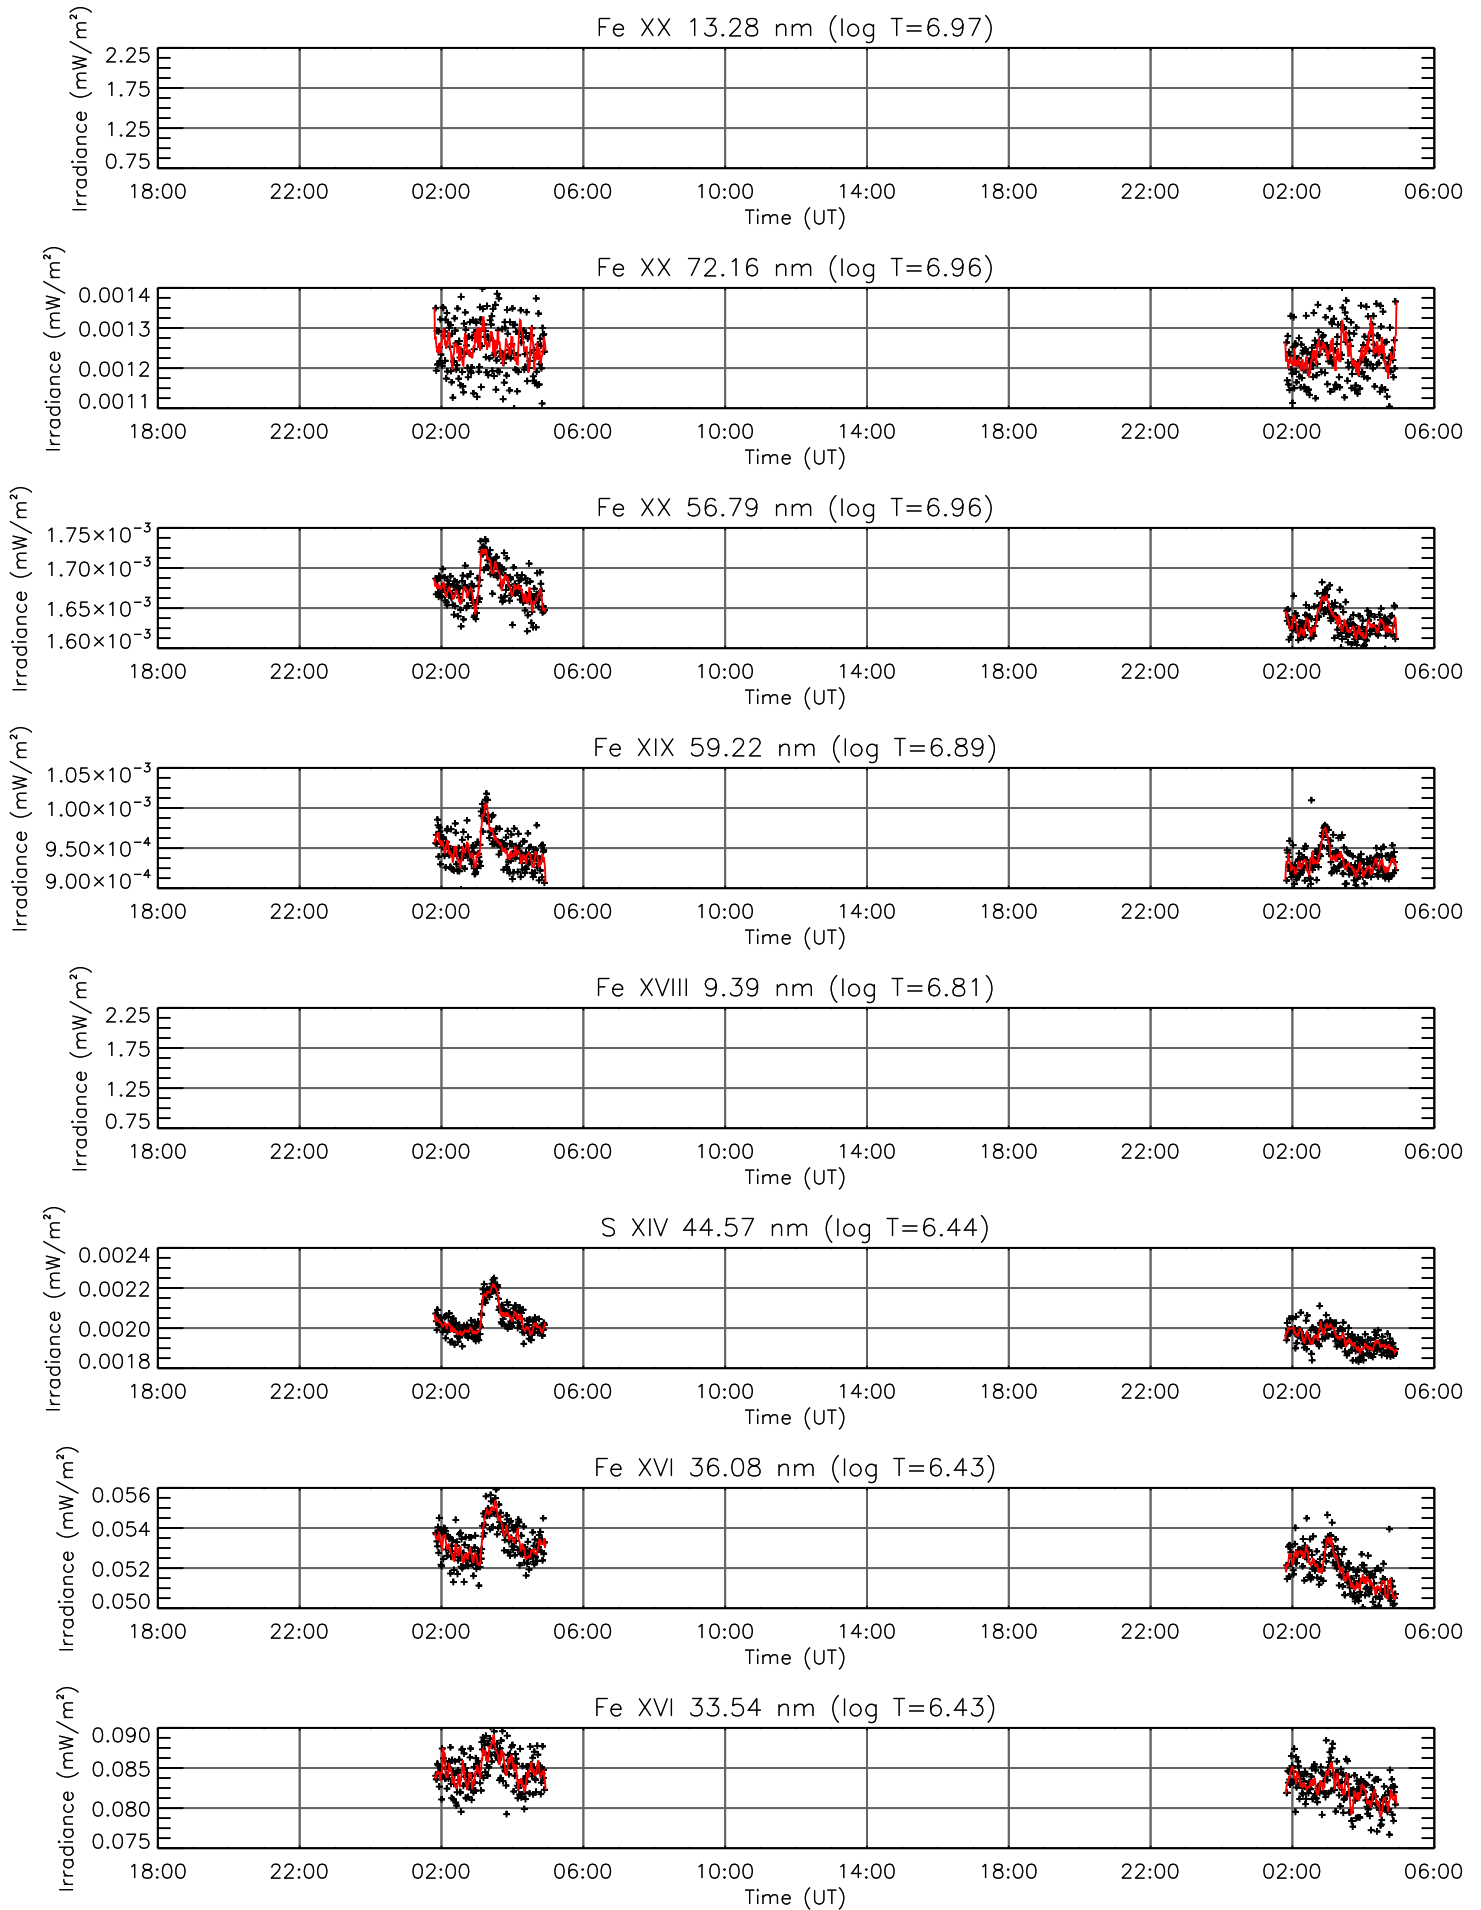 Fe XX 13.28 nm (log T=6.97)
Irradiance (mW/m²)
2.25
1.75
1.25
0.75
18:00 22:00 02:00 06:00 10:00 14:00 18:00 22:00 02:00 06:00
Time (UT)
Fe XX 72.16 nm (log T=6.96)
Irradiance (mW/m²)
0.0014
0.0013
0.0012
0.0011
18:00 22:00 02:00 06:00 10:00 14:00 18:00 22:00 02:00 06:00
Time (UT)
Fe XX 56.79 nm (log T=6.96)
Irradiance (mW/m²)
1.75×10⁻³
1.70×10⁻³
1.65×10⁻³
1.60×10⁻³
18:00 22:00 02:00 06:00 10:00 14:00 18:00 22:00 02:00 06:00
Time (UT)
Fe XIX 59.22 nm (log T=6.89)
Irradiance (mW/m²)
1.05×10⁻³
1.00×10⁻³
9.50×10⁻⁴
9.00×10⁻⁴
18:00 22:00 02:00 06:00 10:00 14:00 18:00 22:00 02:00 06:00
Time (UT)
Fe XVIII 9.39 nm (log T=6.81)
Irradiance (mW/m²)
2.25
1.75
1.25
0.75
18:00 22:00 02:00 06:00 10:00 14:00 18:00 22:00 02:00 06:00
Time (UT)
S XIV 44.57 nm (log T=6.44)
Irradiance (mW/m²)
0.0024
0.0022
0.0020
0.0018
18:00 22:00 02:00 06:00 10:00 14:00 18:00 22:00 02:00 06:00
Time (UT)
Fe XVI 36.08 nm (log T=6.43)
Irradiance (mW/m²)
0.056
0.054
0.052
0.050
18:00 22:00 02:00 06:00 10:00 14:00 18:00 22:00 02:00 06:00
Time (UT)
Fe XVI 33.54 nm (log T=6.43)
Irradiance (mW/m²)
0.090
0.085
0.080
0.075
18:00 22:00 02:00 06:00 10:00 14:00 18:00 22:00 02:00 06:00
Time (UT)